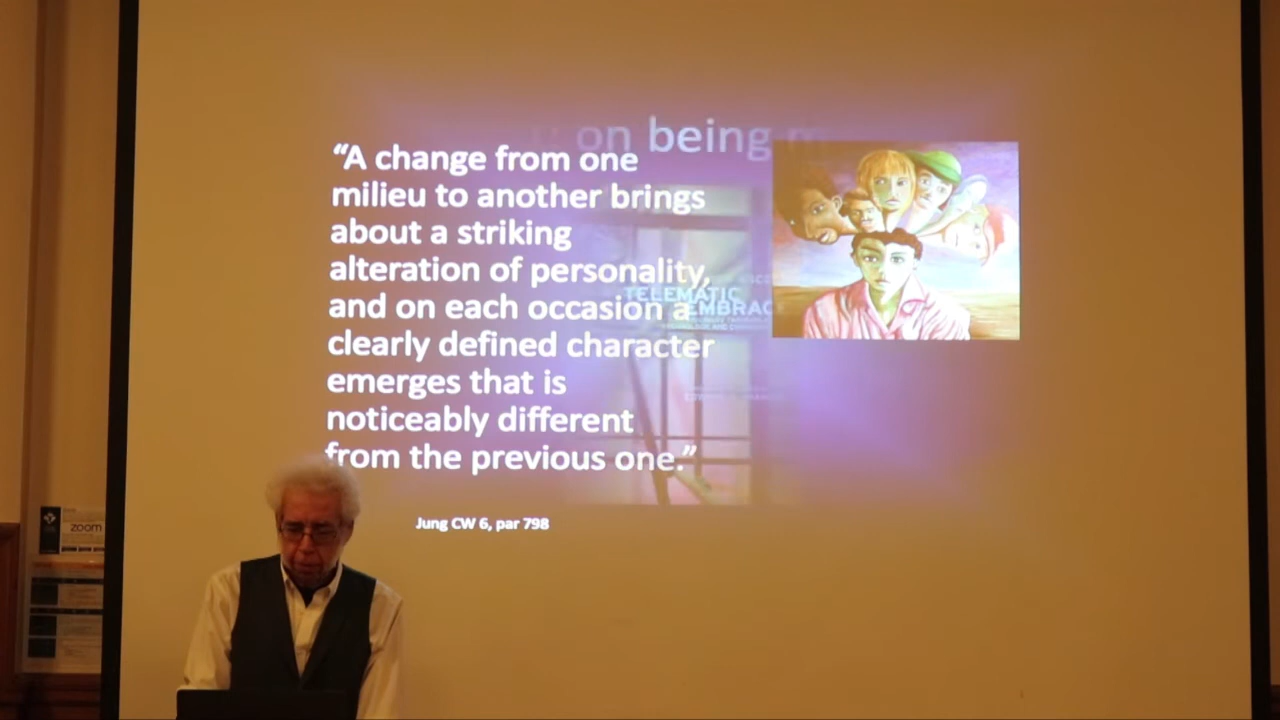 on being
“A change from one
milieu to another brings
about a striking
alteration of personality,
and on each occasion a
clearly defined character
emerges that is
noticeably different
from the previous one.”
TELEMATIC
EMBRACE
Jung CW 6, par 798
zoom